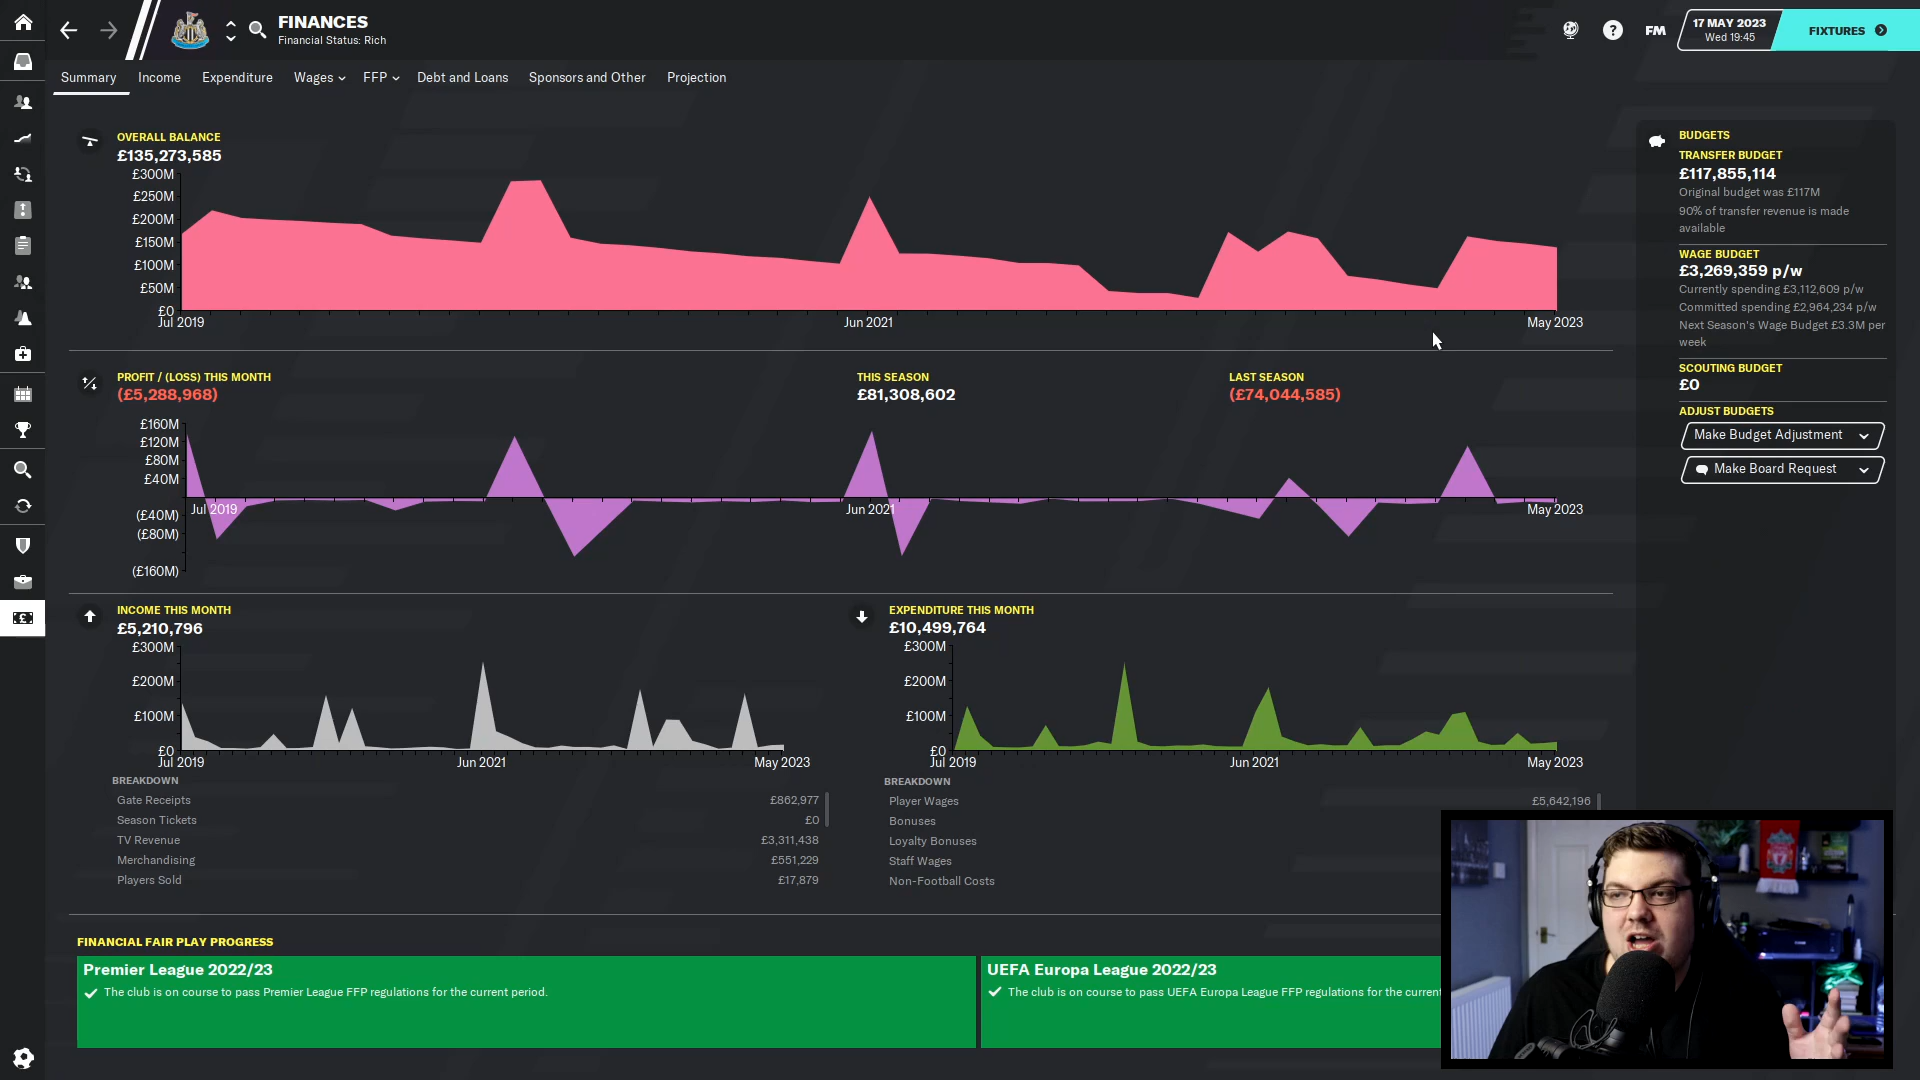 FINANCES
Financial Status: Rich
FM
17 MAY 2023
Wed 19:45
FIXTURES
Summary
Income
Expenditure
Wages
FFP
Debt and Loans
Sponsors and Other
Projection
OVERALL BALANCE
£135,273,585
£300M
£250M
£200M
£150M
£100M
£50M
£0
Jul 2019
Jun 2021
May 2023
PROFIT / (LOSS) THIS MONTH
(£5,288,968)
THIS SEASON
£81,308,602
LAST SEASON
(£74,044,585)
£160M
£120M
£80M
£40M
(£40M)
(£80M)
(£160M)
Jul 2019
Jun 2021
May 2023
INCOME THIS MONTH
£5,210,796
£300M
£200M
£100M
£0
Jul 2019
Jun 2021
May 2023
BREAKDOWN
Gate Receipts £862,977
Season Tickets £0
TV Revenue £3,311,438
Merchandising £551,229
Players Sold £17,879
EXPENDITURE THIS MONTH
£10,499,764
£300M
£200M
£100M
£0
Jul 2019
Jun 2021
May 2023
BREAKDOWN
Player Wages £5,642,196
Bonuses
Loyalty Bonuses
Staff Wages
Non-Football Costs
FINANCIAL FAIR PLAY PROGRESS
Premier League 2022/23
The club is on course to pass Premier League FFP regulations for the current period.
UEFA Europa League 2022/23
The club is on course to pass UEFA Europa League FFP regulations for the current
BUDGETS
TRANSFER BUDGET
£117,855,114
Original budget was £117M
90% of transfer revenue is made
available
WAGE BUDGET
£3,269,359 p/w
Currently spending £3,112,609 p/w
Committed spending £2,964,234 p/w
Next Season's Wage Budget £3.3M per
week
SCOUTING BUDGET
£0
ADJUST BUDGETS
Make Budget Adjustment
Make Board Request